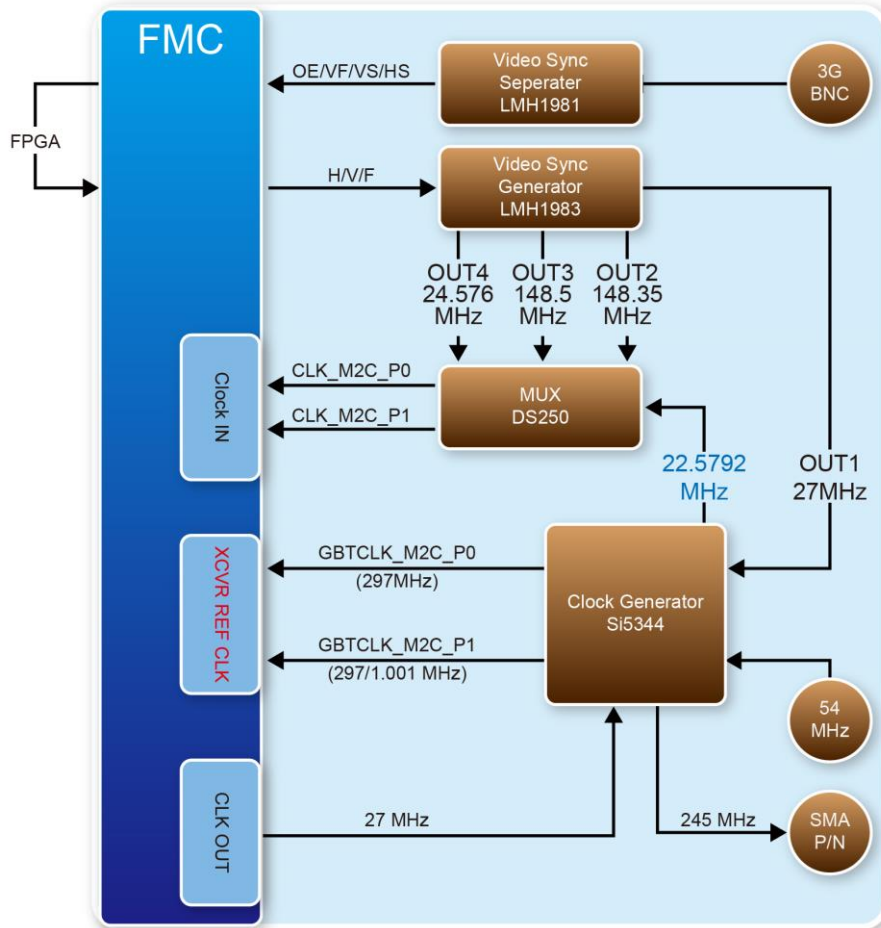 FMC
OE/VF/VS/HS
Video Sync
Seperater
LMH1981
3G
BNC
FPGA
H/V/F
Video Sync
Generator
LMH1983
OUT4
24.576
MHz
OUT3
148.5
MHz
OUT2
148.35
MHz
Clock IN
CLK_M2C_P0
CLK_M2C_P1
MUX
DS250
22.5792
MHz
OUT1
27MHz
XCVR REF CLK
GBTCLK_M2C_P0
(297MHz)
GBTCLK_M2C_P1
(297/1.001 MHz)
Clock Generator
Si5344
54
MHz
CLK OUT
27 MHz
245 MHz
SMA
P/N